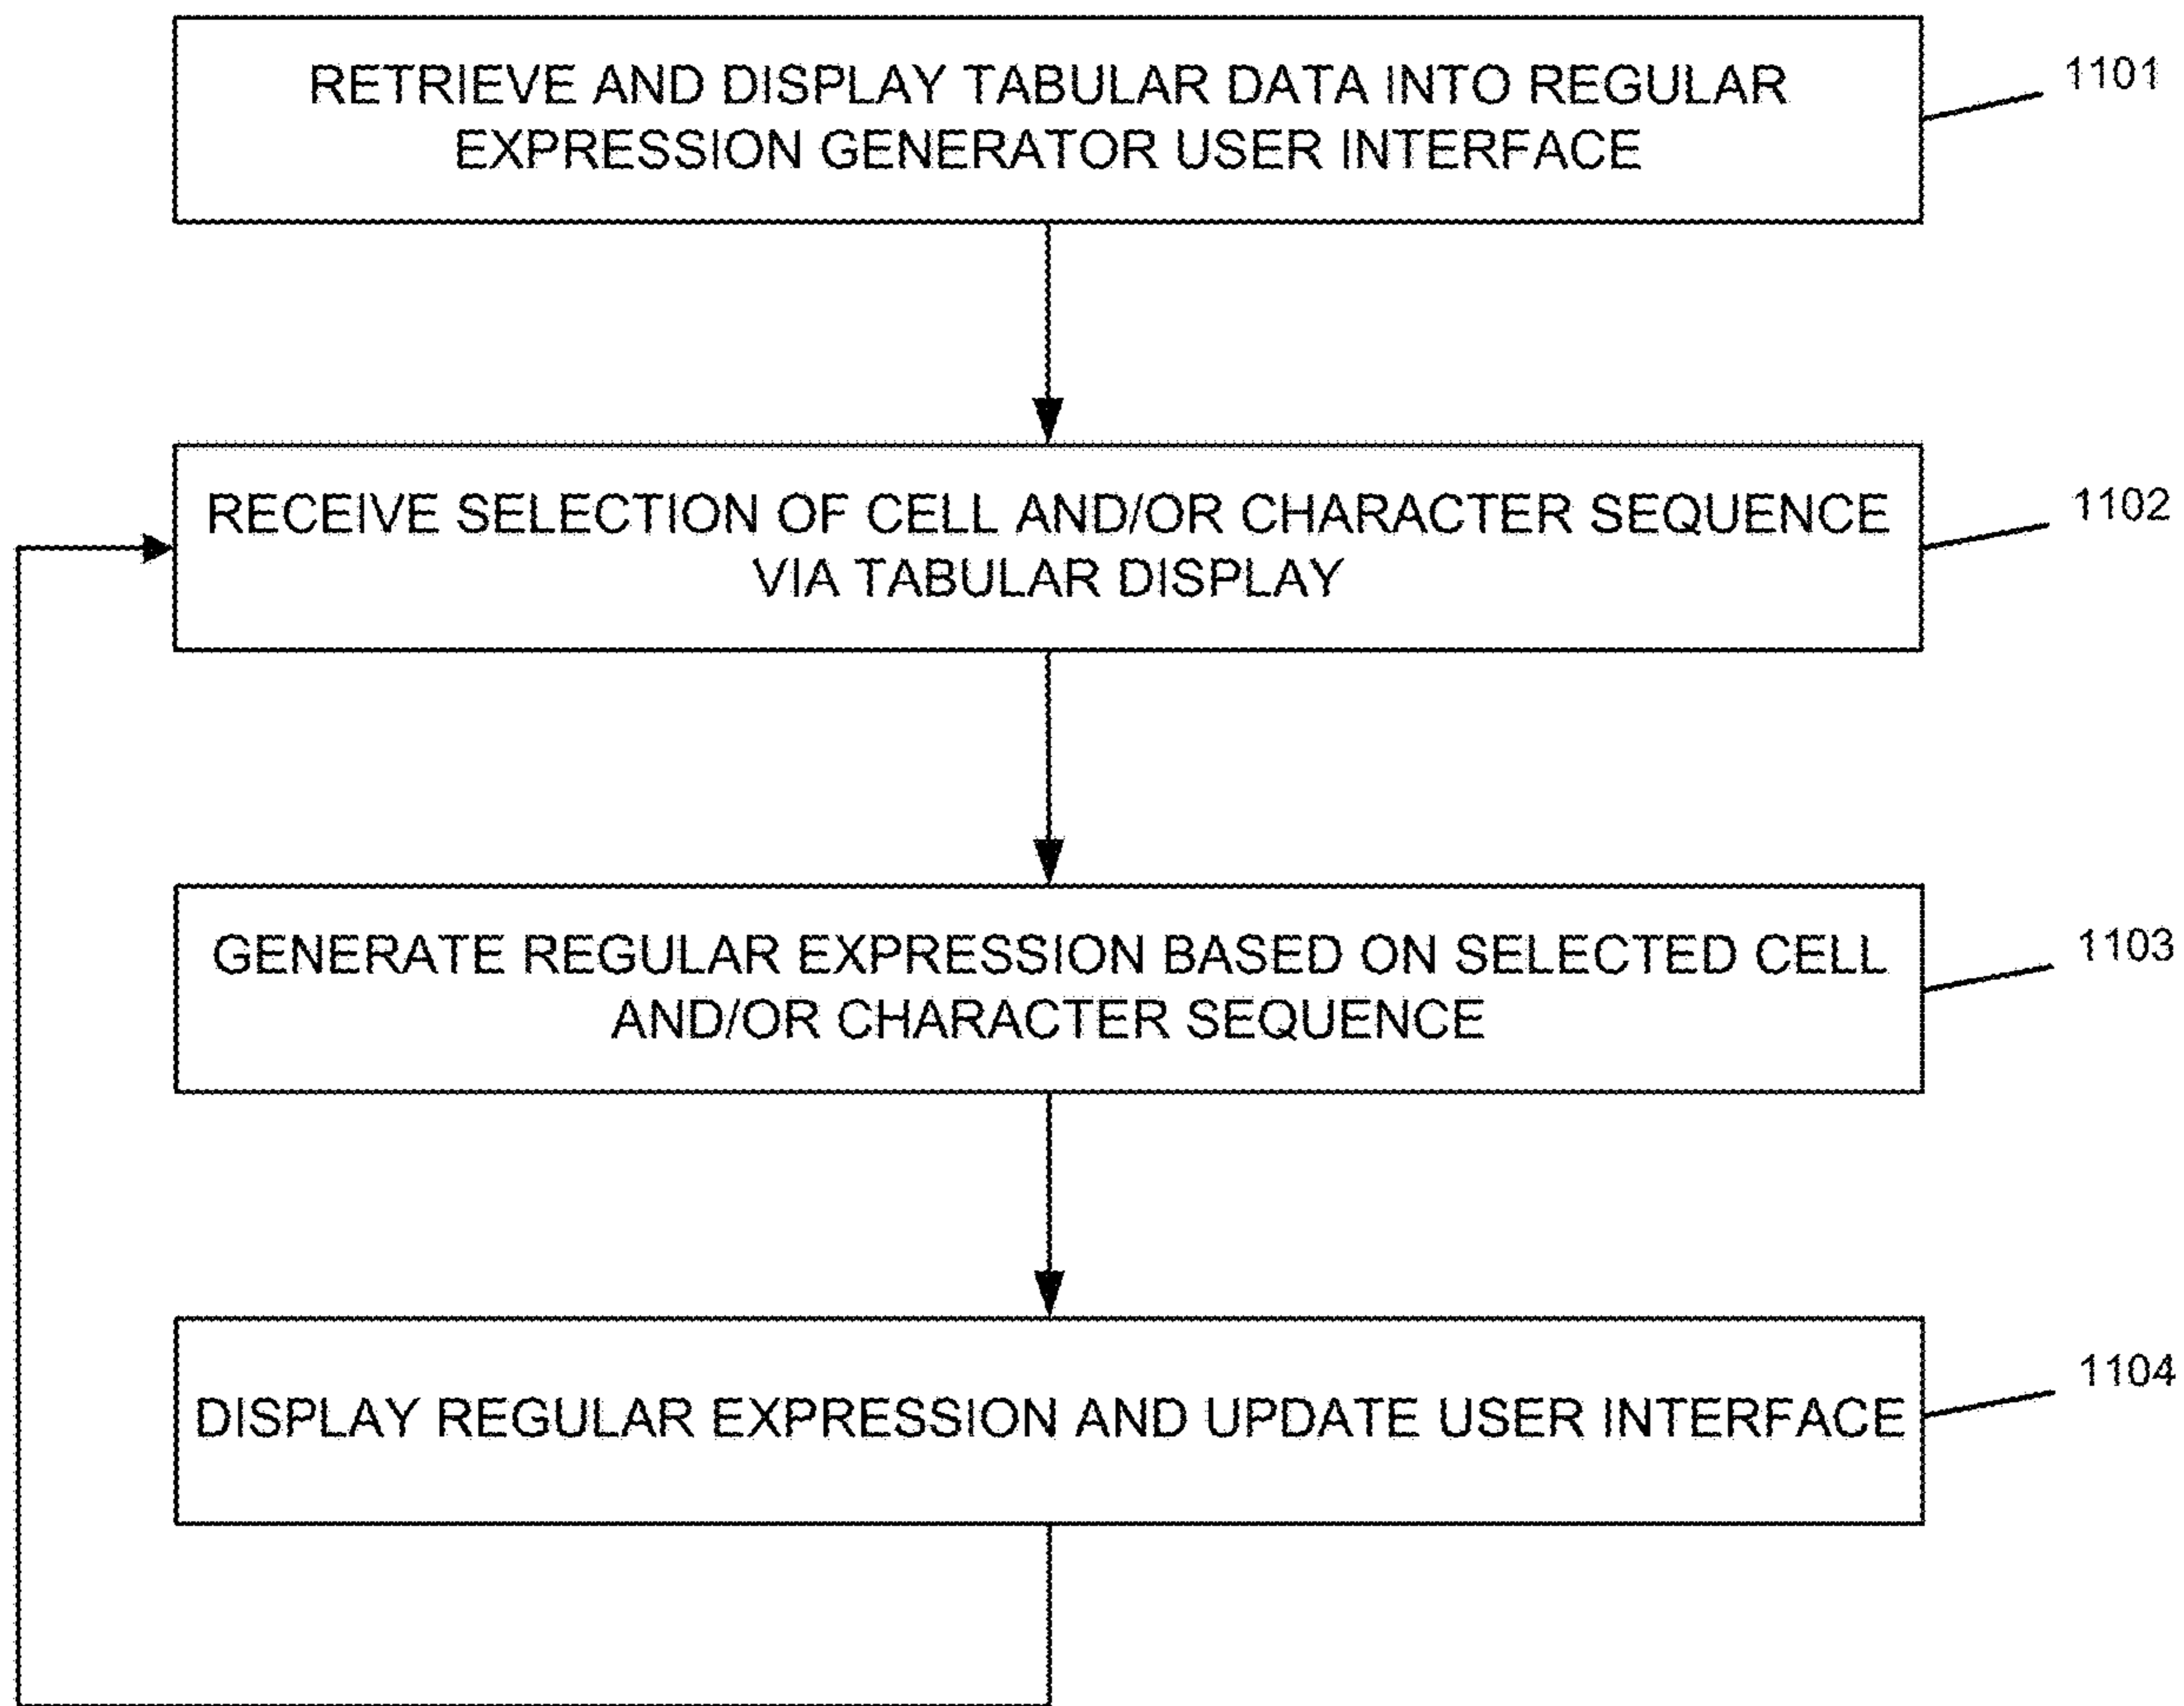 RETRIEVE AND DISPLAY TABULAR DATA INTO REGULAR
EXPRESSION GENERATOR USER INTERFACE
1101
RECEIVE SELECTION OF CELL AND/OR CHARACTER SEQUENCE
VIA TABULAR DISPLAY
1102
GENERATE REGULAR EXPRESSION BASED ON SELECTED CELL
AND/OR CHARACTER SEQUENCE
1103
DISPLAY REGULAR EXPRESSION AND UPDATE USER INTERFACE
1104